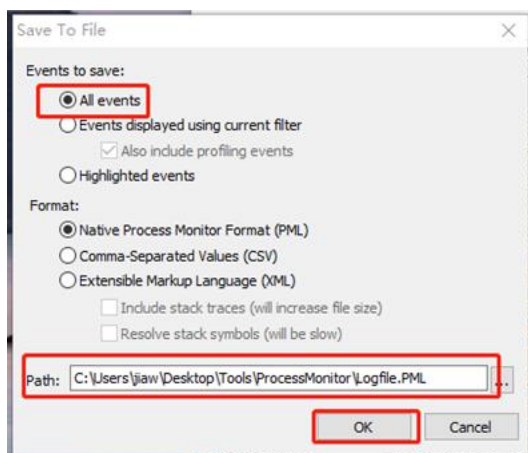 Save To File
Events to save:
All events
Events displayed using current filter
Also include profiling events
Highlighted events
Format:
Native Process Monitor Format (PML)
Comma-Separated Values (CSV)
Extensible Markup Language (XML)
Include stack traces (will increase file size)
Resolve stack symbols (will be slow)
Path: C:\Users\jiaw\Desktop\Tools\ProcessMonitor\Logfile.PML ...
OK Cancel